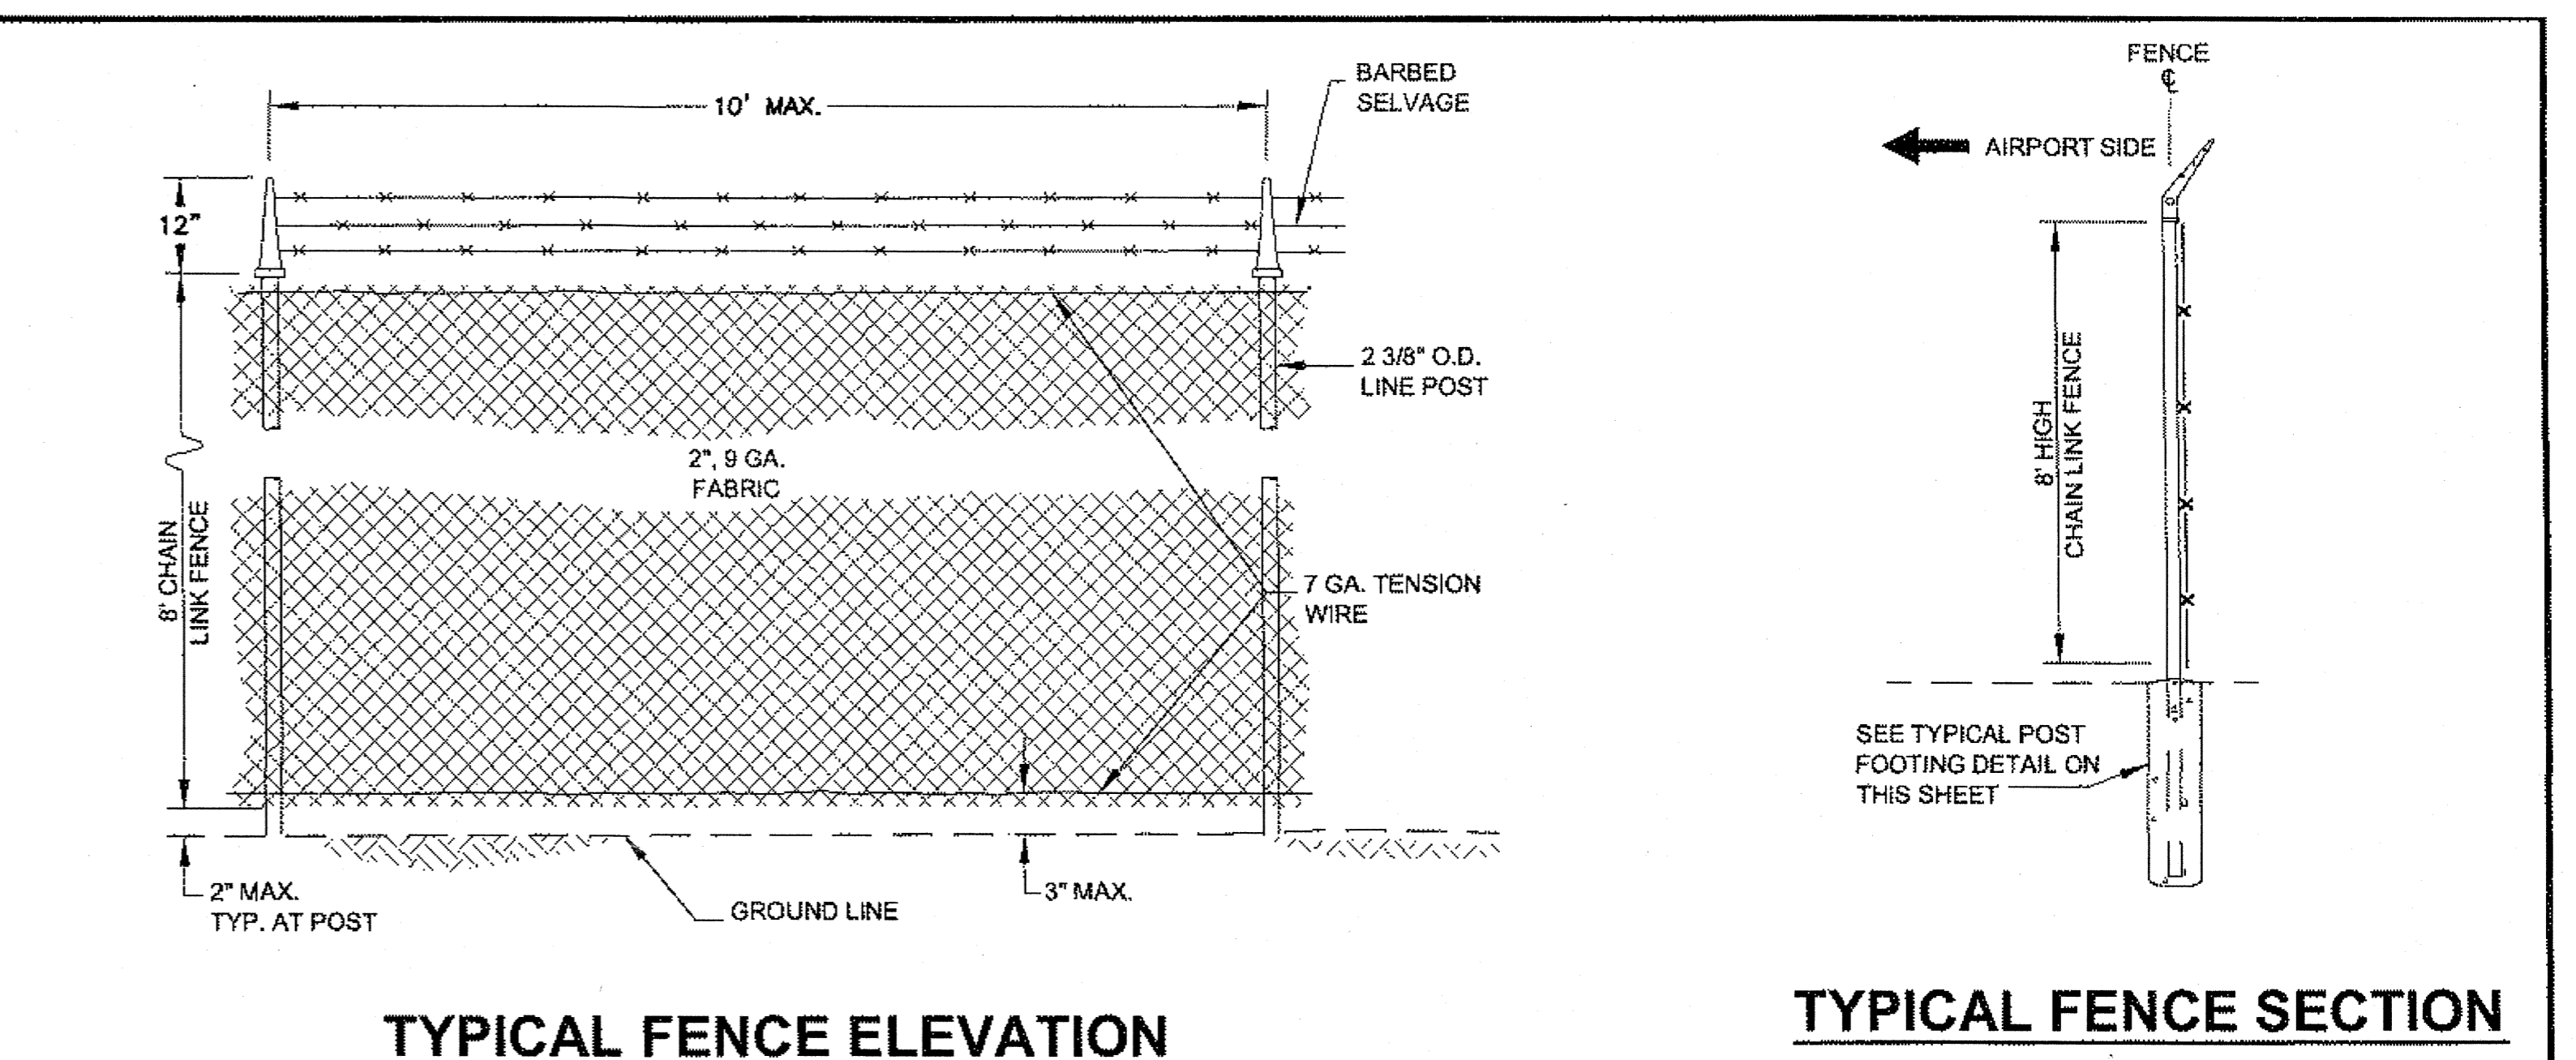 10' MAX.
BARBED
SELVAGE
12"
2 3/8" O.D.
LINE POST
2", 9 GA.
FABRIC
8' CHAIN
LINK FENCE
7 GA. TENSION
WIRE
2" MAX.
TYP. AT POST
GROUND LINE
3" MAX.
TYPICAL FENCE ELEVATION
FENCE
℄
AIRPORT SIDE
8' HIGH
CHAIN LINK FENCE
SEE TYPICAL POST
FOOTING DETAIL ON
THIS SHEET
TYPICAL FENCE SECTION